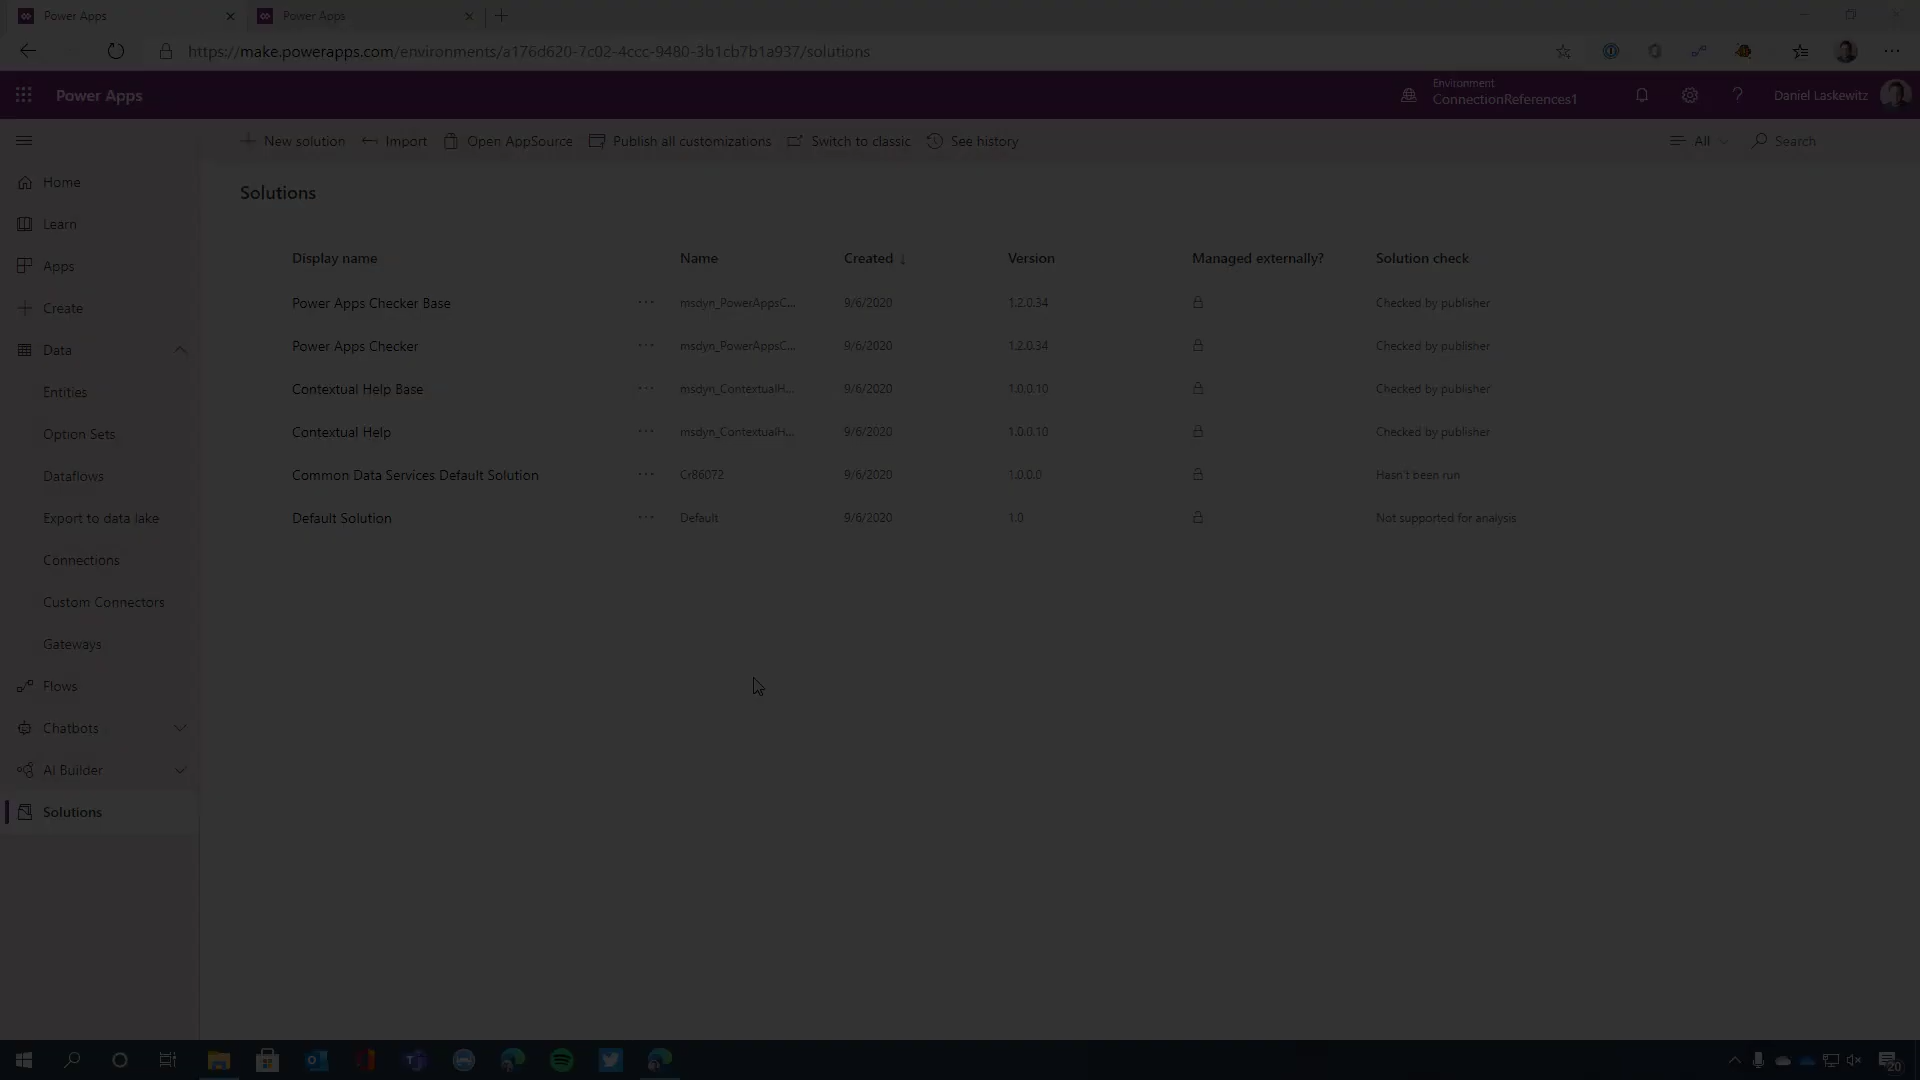 Power Apps
Power Apps
https://make.powerapps.com/environments/a176d620-7c02-4ccc-9480-3b1cb7b1a937/solutions
Power Apps
Environment
ConnectionReferences1
Daniel Laskewitz
New solution
Import
Open AppSource
Publish all customizations
Switch to classic
See history
All
Search
Home
Learn
Apps
Create
Data
Entities
Option Sets
Dataflows
Export to data lake
Connections
Custom Connectors
Gateways
Flows
Chatbots
AI Builder
Solutions
Solutions
Display name Name Created ↓ Version Managed externally? Solution check
Power Apps Checker Base ··· msdyn_PowerAppsC... 9/6/2020 1.2.0.34 Checked by publisher
Power Apps Checker ··· msdyn_PowerAppsC... 9/6/2020 1.2.0.34 Checked by publisher
Contextual Help Base ··· msdyn_ContextualH... 9/6/2020 1.0.0.10 Checked by publisher
Contextual Help ··· msdyn_ContextualH... 9/6/2020 1.0.0.10 Checked by publisher
Common Data Services Default Solution ··· Cr86072 9/6/2020 1.0.0.0 Hasn't been run
Default Solution ··· Default 9/6/2020 1.0 Not supported for analysis
20